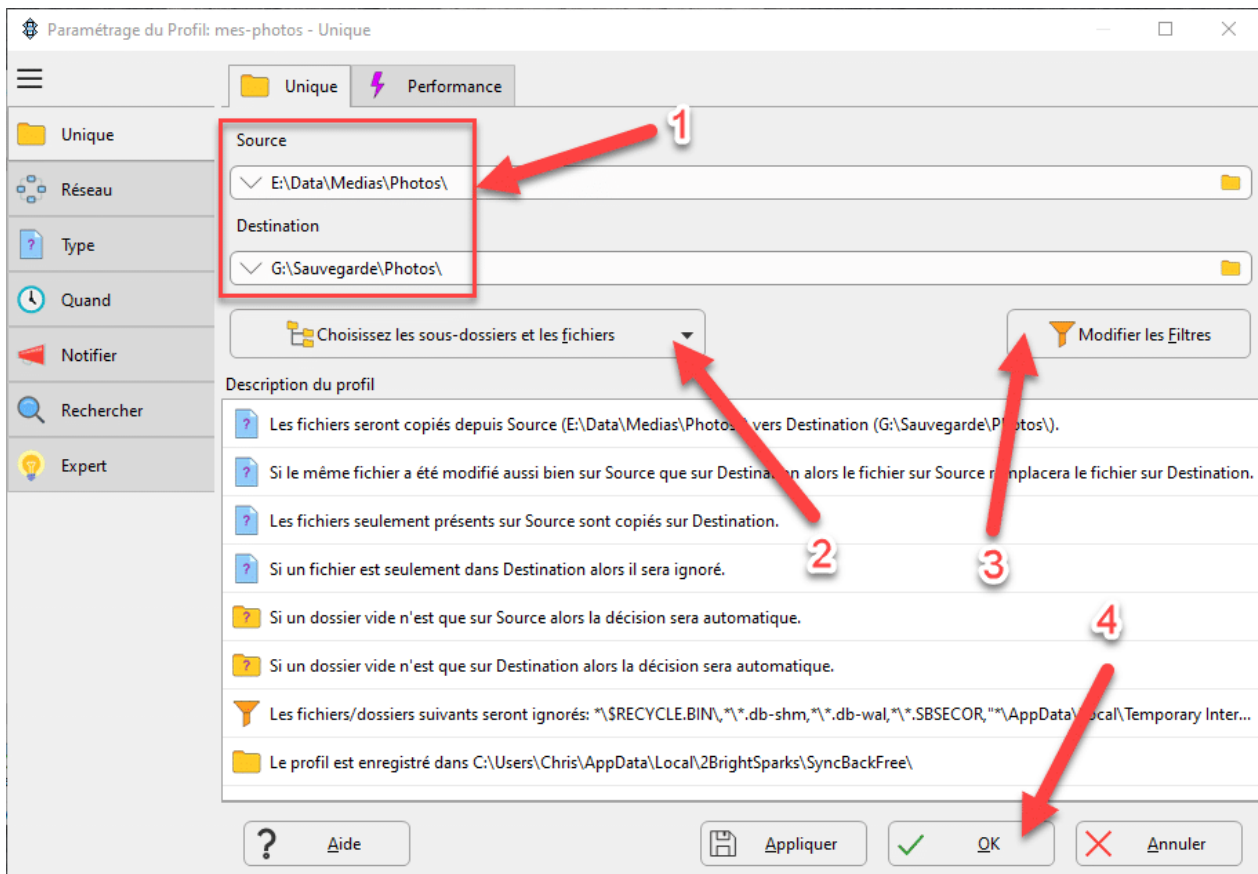 Paramétrage du Profil: mes-photos - Unique
Unique
Performance
Unique
Réseau
Type
Quand
Notifier
Rechercher
Expert
1
Source
E:\Data\Medias\Photos\
Destination
G:\Sauvegarde\Photos\
Choisissez les sous-dossiers et les fichiers
Modifier les Filtres
Description du profil
Les fichiers seront copiés depuis Source (E:\Data\Medias\Photos\) vers Destination (G:\Sauvegarde\Photos\).
Si le même fichier a été modifié aussi bien sur Source que sur Destination alors le fichier sur Source remplacera le fichier sur Destination.
Les fichiers seulement présents sur Source sont copiés sur Destination.
2
3
Si un fichier est seulement dans Destination alors il sera ignoré.
Si un dossier vide n'est que sur Source alors la décision sera automatique.
4
Si un dossier vide n'est que sur Destination alors la décision sera automatique.
Les fichiers/dossiers suivants seront ignorés: *\$RECYCLE.BIN\,*\*.db-shm,*\*.db-wal,*\*.SBSECOR,"*\AppData\Local\Temporary Inter...
Le profil est enregistré dans C:\Users\Chris\AppData\Local\2BrightSparks\SyncBackFree\
Aide
Appliquer
OK
Annuler